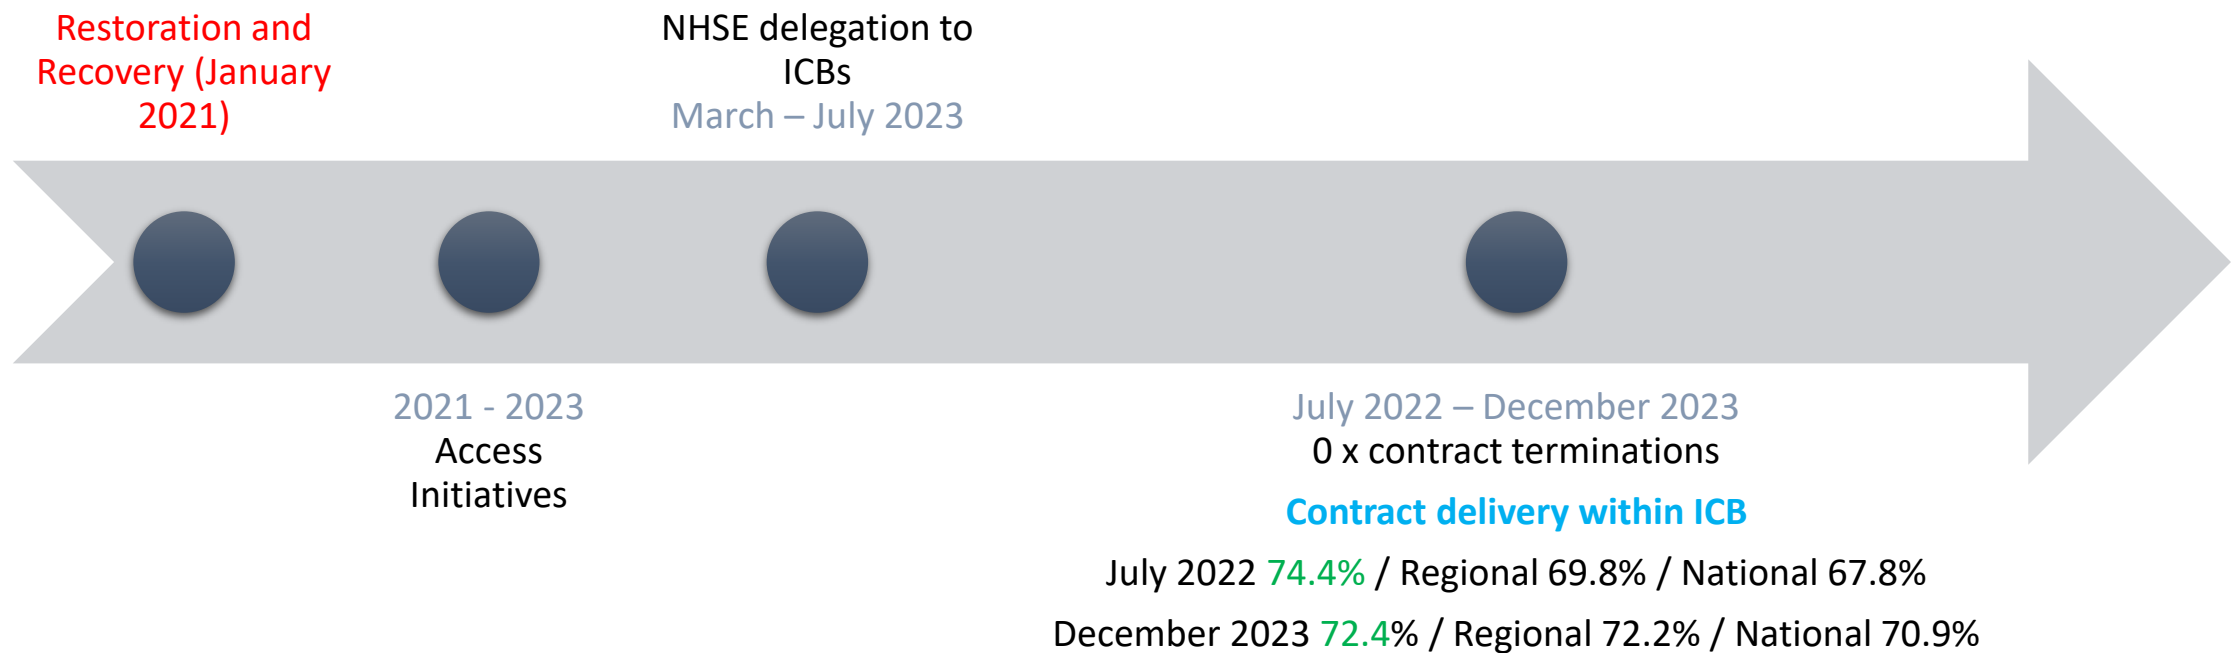 Restoration and
Recovery (January
2021)
NHSE delegation to
ICBs
March – July 2023
2021 - 2023
Access
Initiatives
July 2022 – December 2023
0 x contract terminations
Contract delivery within ICB
July 2022 74.4% / Regional 69.8% / National 67.8%
December 2023 72.4% / Regional 72.2% / National 70.9%